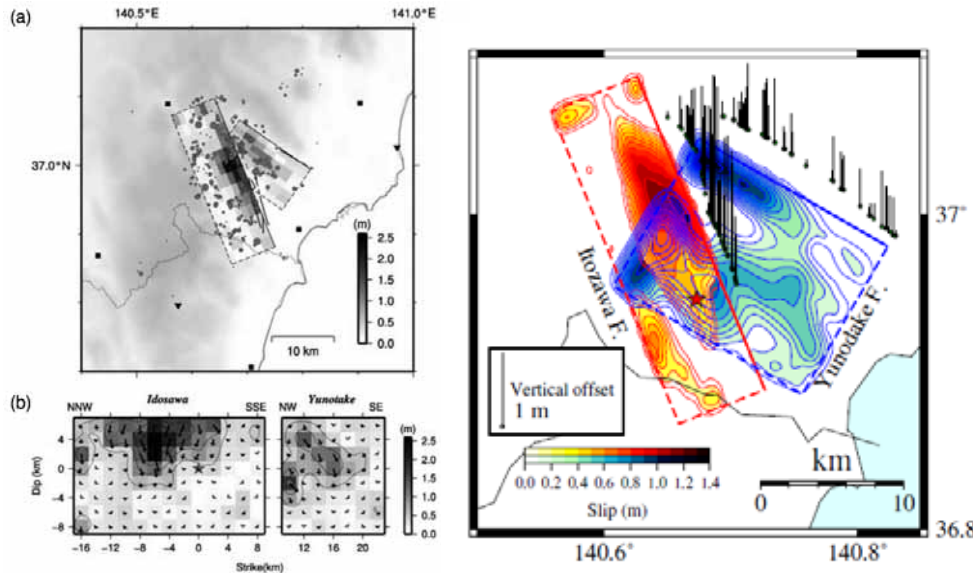 (a)
140.5°E
141.0°E
37.0°N
(m)
2.5
2.0
1.5
1.0
0.5
0.0
10 km
(b)
NNW
Idosawa
SSE
NW
Yunotake
SE
(m)
2.5
2.0
1.5
1.0
0.5
0.0
Dip (km)
4
0
-4
-8
-16
-12
-8
-4
0
4
8
10
15
20
Strike(km)
Itozawa F.
Yunodake F.
Vertical offset
1 m
0.0 0.2 0.4 0.6 0.8 1.0 1.2 1.4
Slip (m)
km
0
10
37°
36.8
140.6°
140.8°